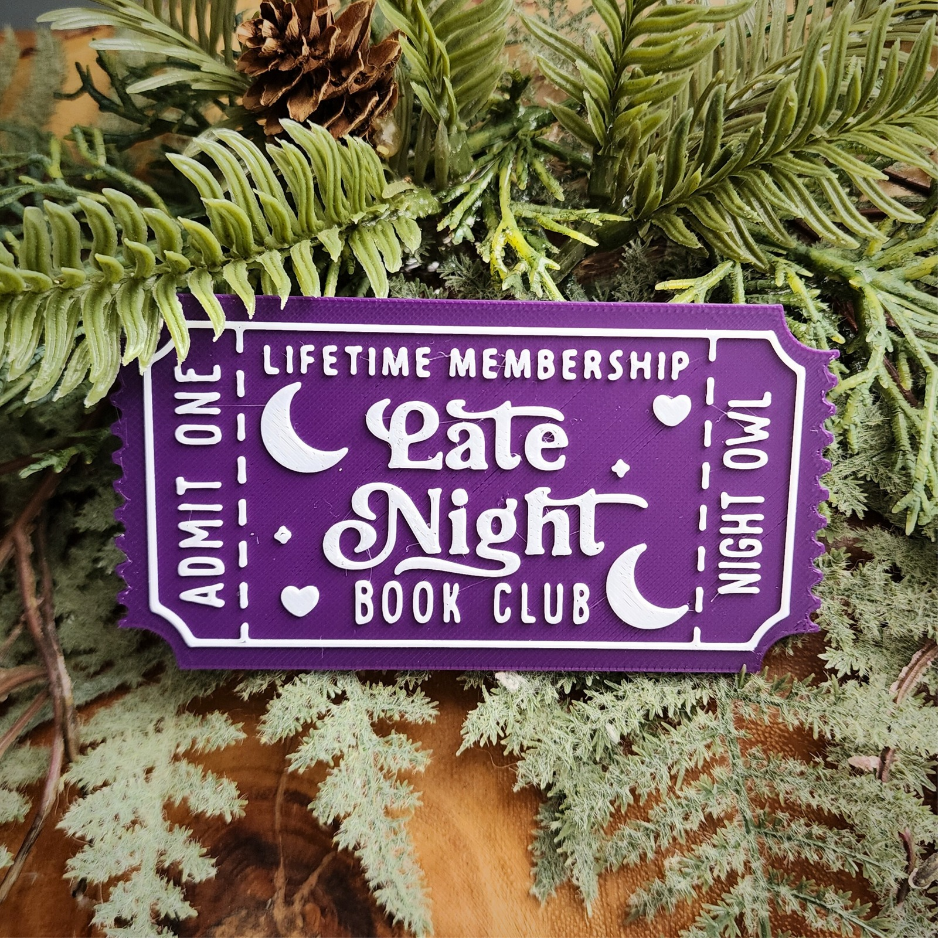 LIFETIME MEMBERSHIP
ADMIT ONE
Late
Night
BOOK CLUB
NIGHT OWL